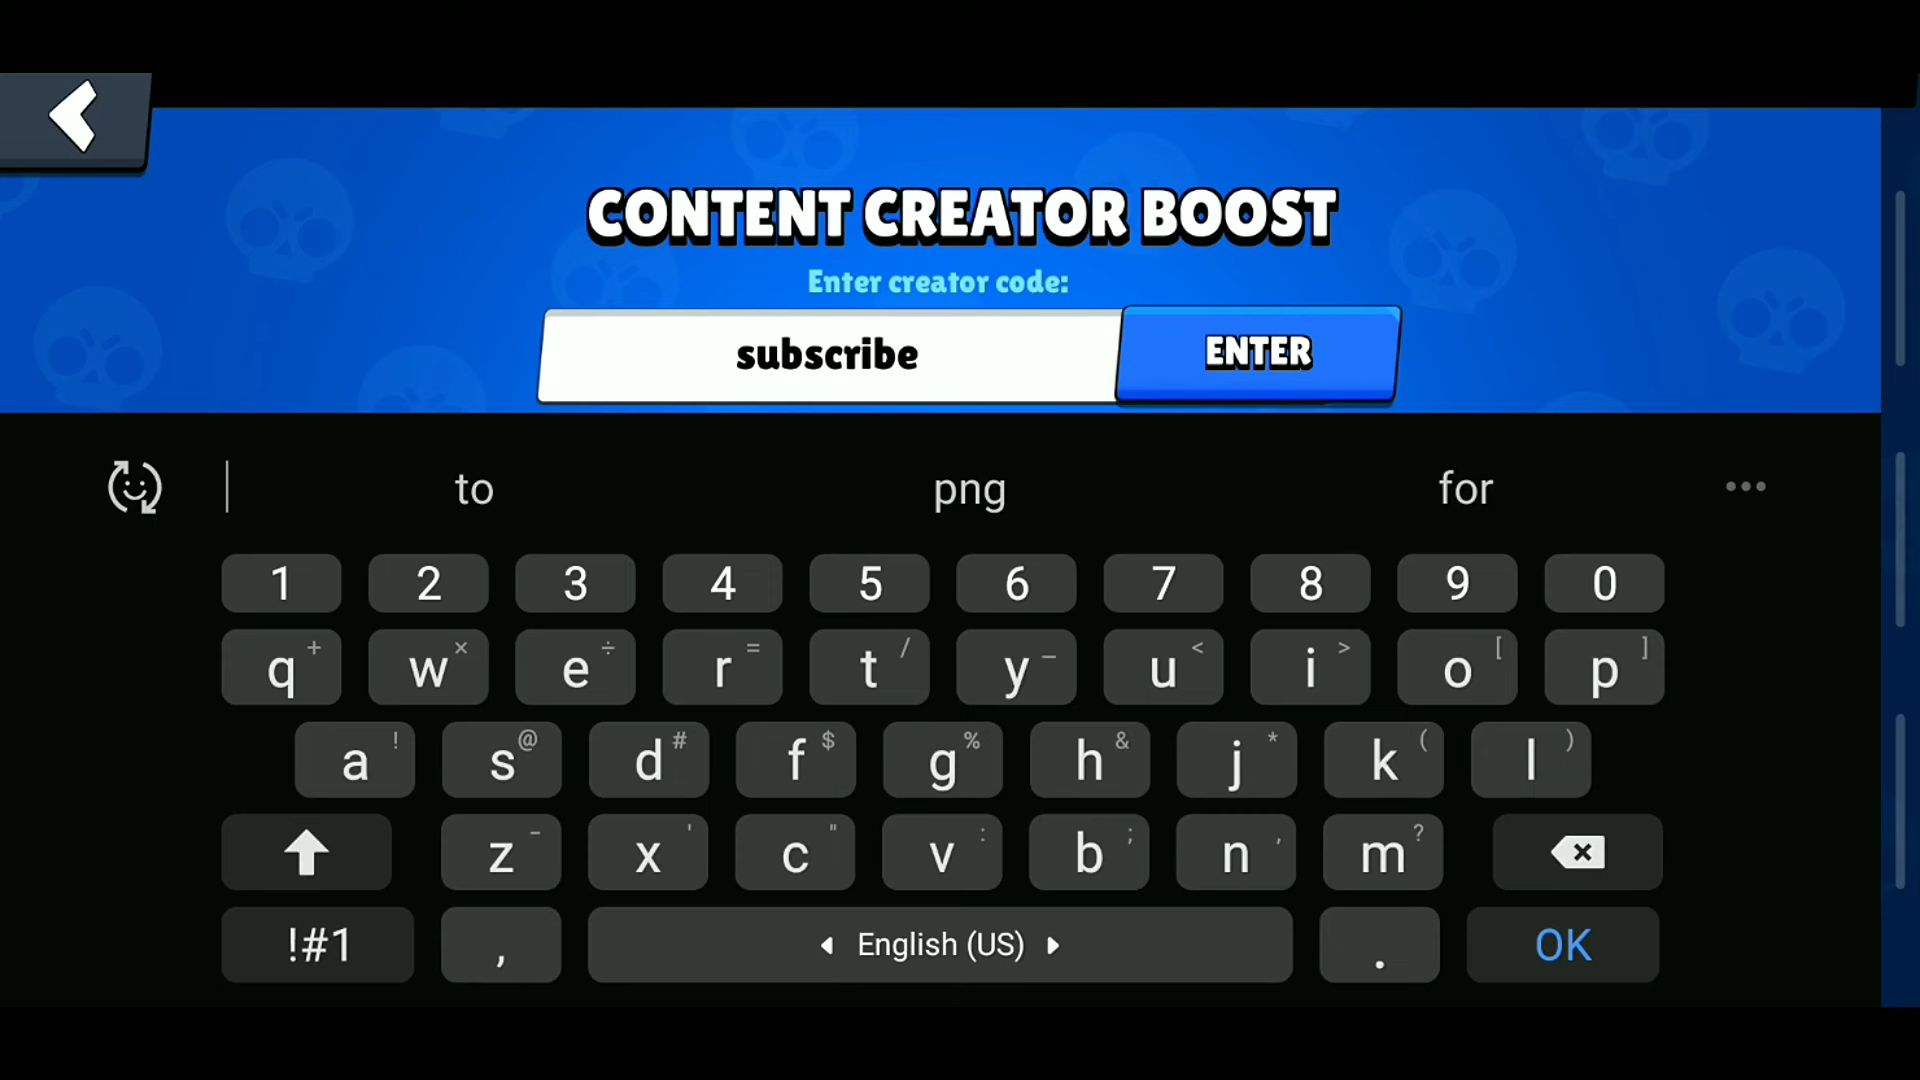 CONTENT CREATOR BOOST
Enter creator code:
subscribe ENTER
to png for
1 2 3 4 5 6 7 8 9 0
q + w × e ÷ r = t / y _ u < i > o [ p ]
a ! s @ d # f $ g % h & j * k ( l )
z - x ' c " v : b ; n , m ?
!#1 , English (US) . OK